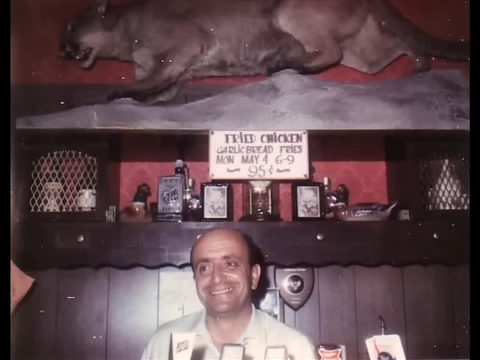 FRiED CHiCKEN
GARLiC BREAD FRiES
MON MAY 4 6-9
~ 95¢ ~